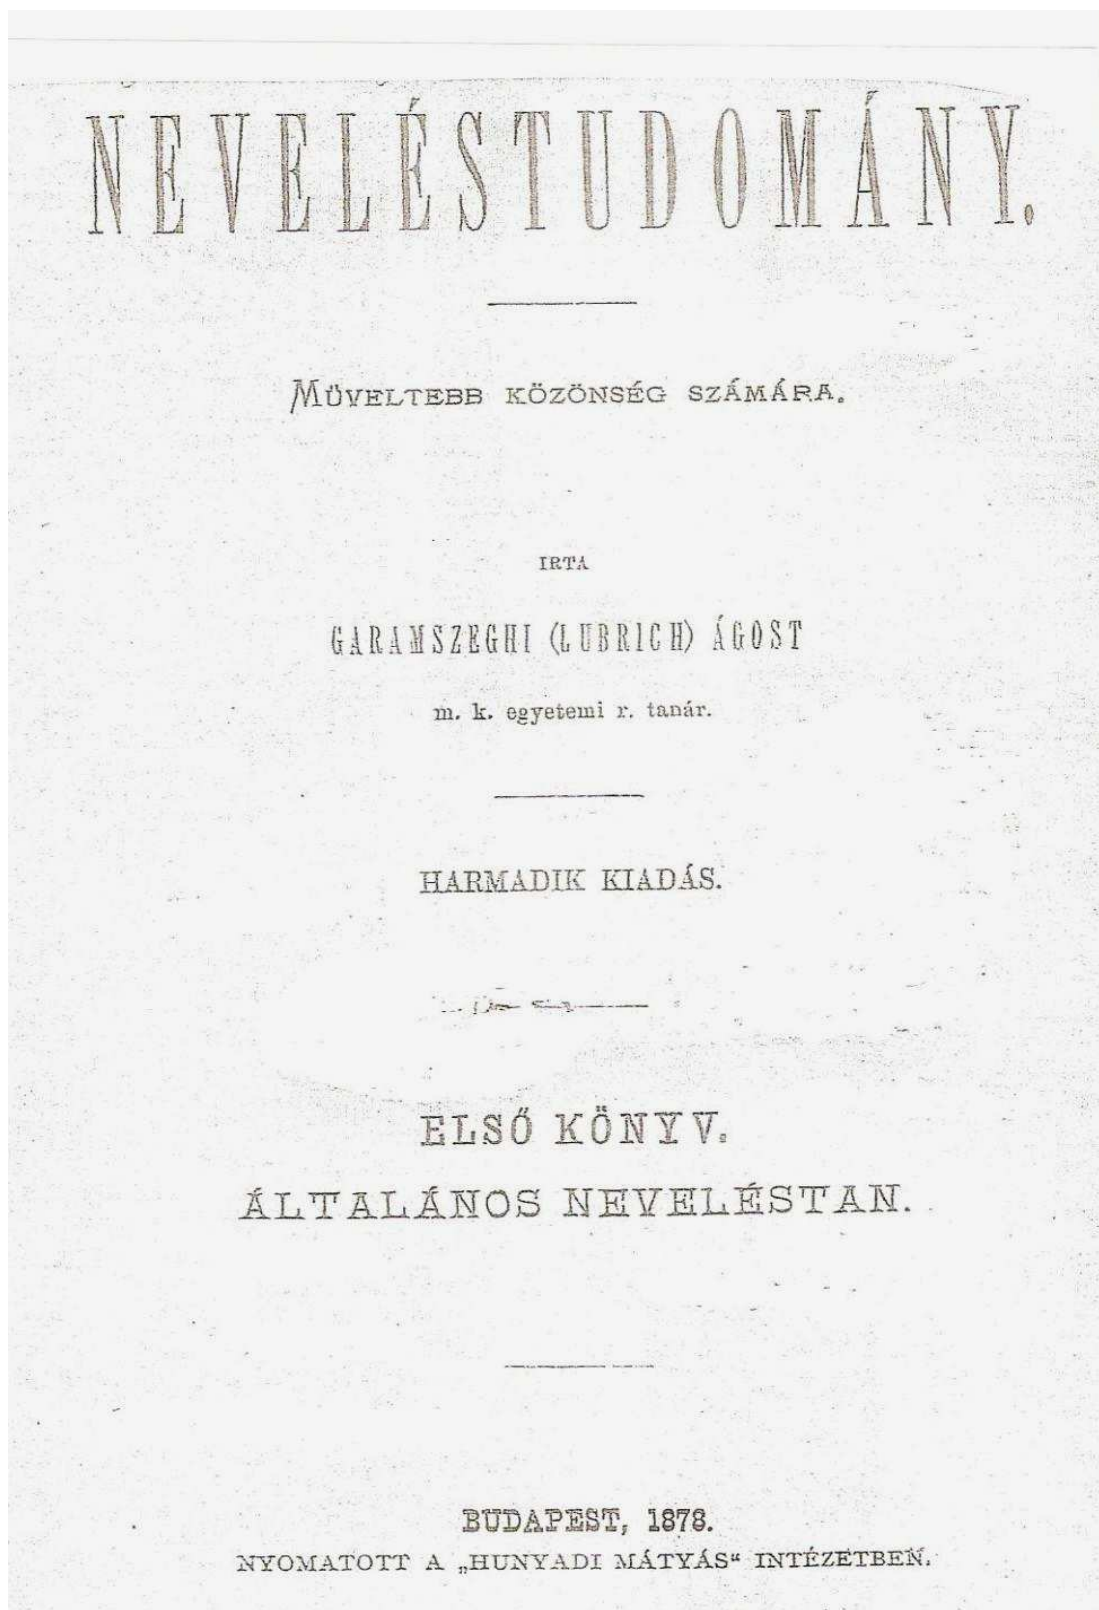 NEVELÉSTUDOMÁNY.
MŰVELTEBB KÖZÖNSÉG SZÁMÁRA.
IRTA
GARAMSZEGHI (LUBRICH) ÁGOST
m. k. egyetemi r. tanár.
HARMADIK KIADÁS.
ELSŐ KÖNYV.
ÁLTALÁNOS NEVELÉSTAN.
BUDAPEST, 1878.
NYOMATOTT A „HUNYADI MÁTYÁS“ INTÉZETBEN.